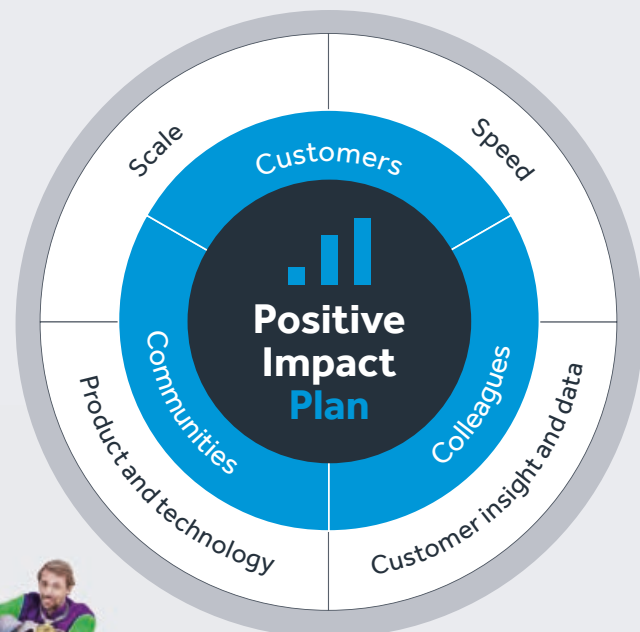 Scale
Speed
Customers
Positive
Impact
Plan
Communities
Colleagues
Product and technology
Customer insight and data